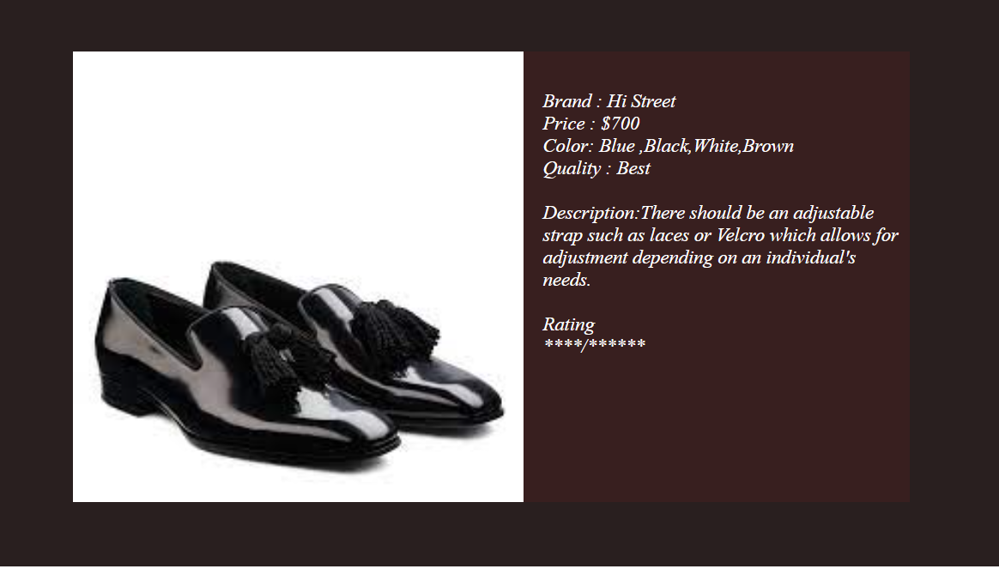 Brand : Hi Street
Price : $700
Color: Blue ,Black,White,Brown
Quality : Best
Description:There should be an adjustable
strap such as laces or Velcro which allows for
adjustment depending on an individual's
needs.
Rating
****/******